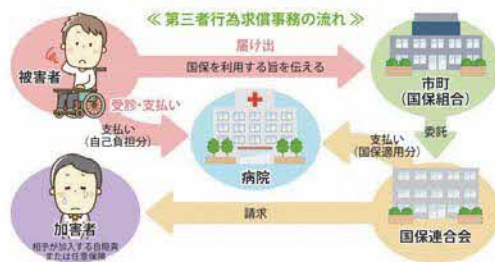 ≪ 第三者行為求償事務の流れ ≫
届け出
国保を利用する旨を伝える
被害者
市町
(国保組合)
受診・支払い
支払い
(自己負担分)
病院
支払い
(国保適用分)
委託
加害者
相手が加入する自賠責
または任意保険
請求
国保連合会